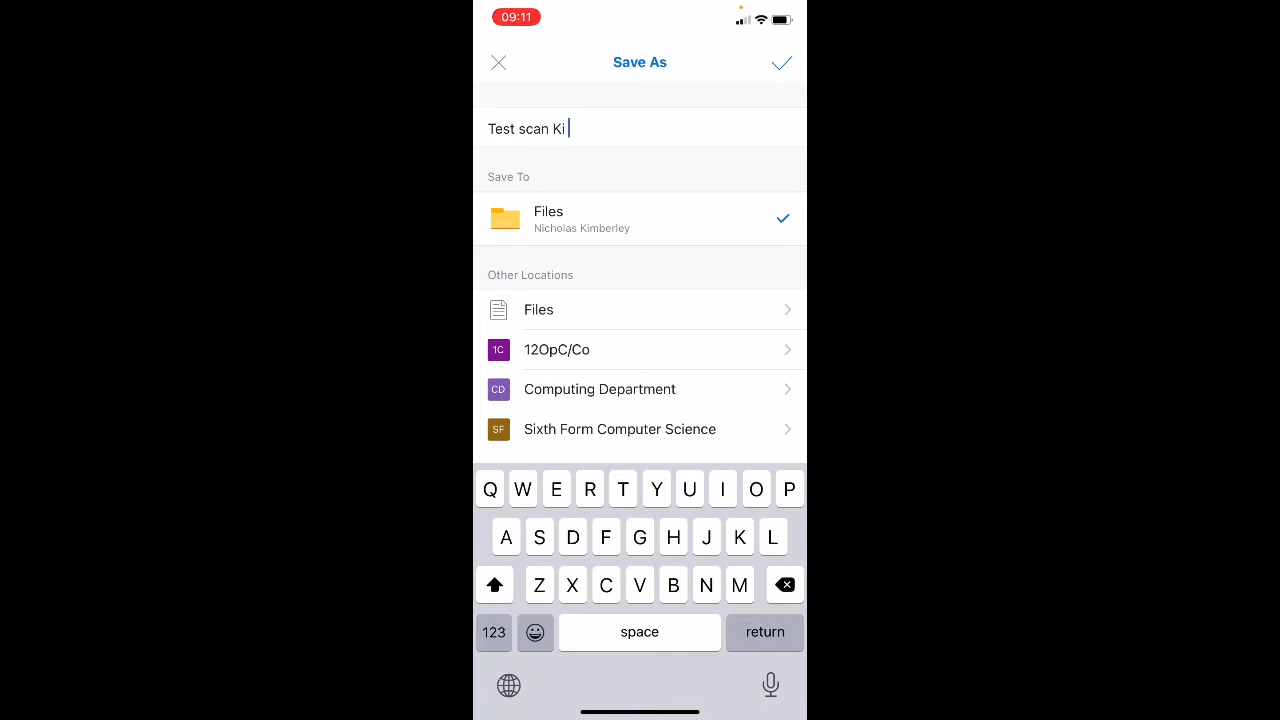 09:11
Save As
Test scan Ki
Save To
Files
Nicholas Kimberley
Other Locations
Files
1C 12OpC/Co
CD Computing Department
SF Sixth Form Computer Science
Q W E R T Y U I O P
A S D F G H J K L
Z X C V B N M
123 space return